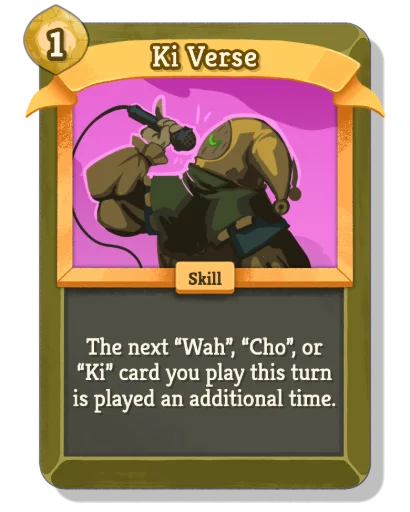 1
Ki Verse
Skill
The next “Wah”, “Cho”, or
“Ki” card you play this turn
is played an additional time.